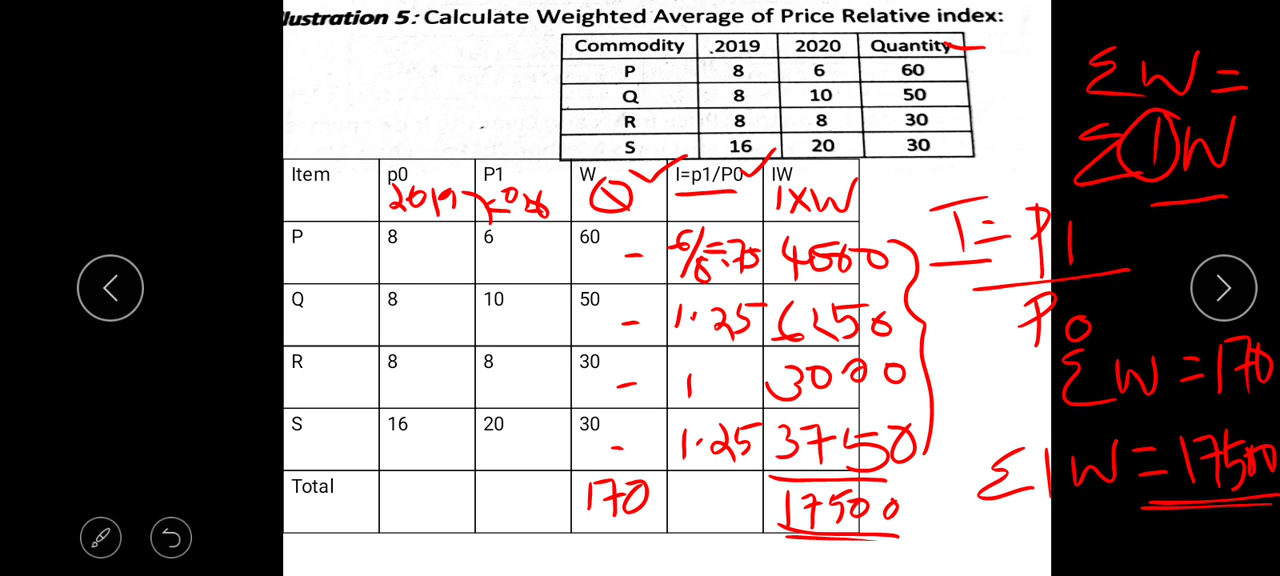 llustration 5: Calculate Weighted Average of Price Relative index:
Commodity 2019 2020 Quantity
P 8 6 60
Q 8 10 50
R 8 8 30
S 16 20 30
Item p0 P1 W I=p1/P0 IW
2019 IXW
P 8 6 60 - 6/8=.75 4500
Q 8 10 50 - 1.25 6250
R 8 8 30 - 1 3000
S 16 20 30 - 1.25 3750
Total 170 17500
ΣW=
ΣIW
I = P1
P0
ΣW=170
ΣIW=17500